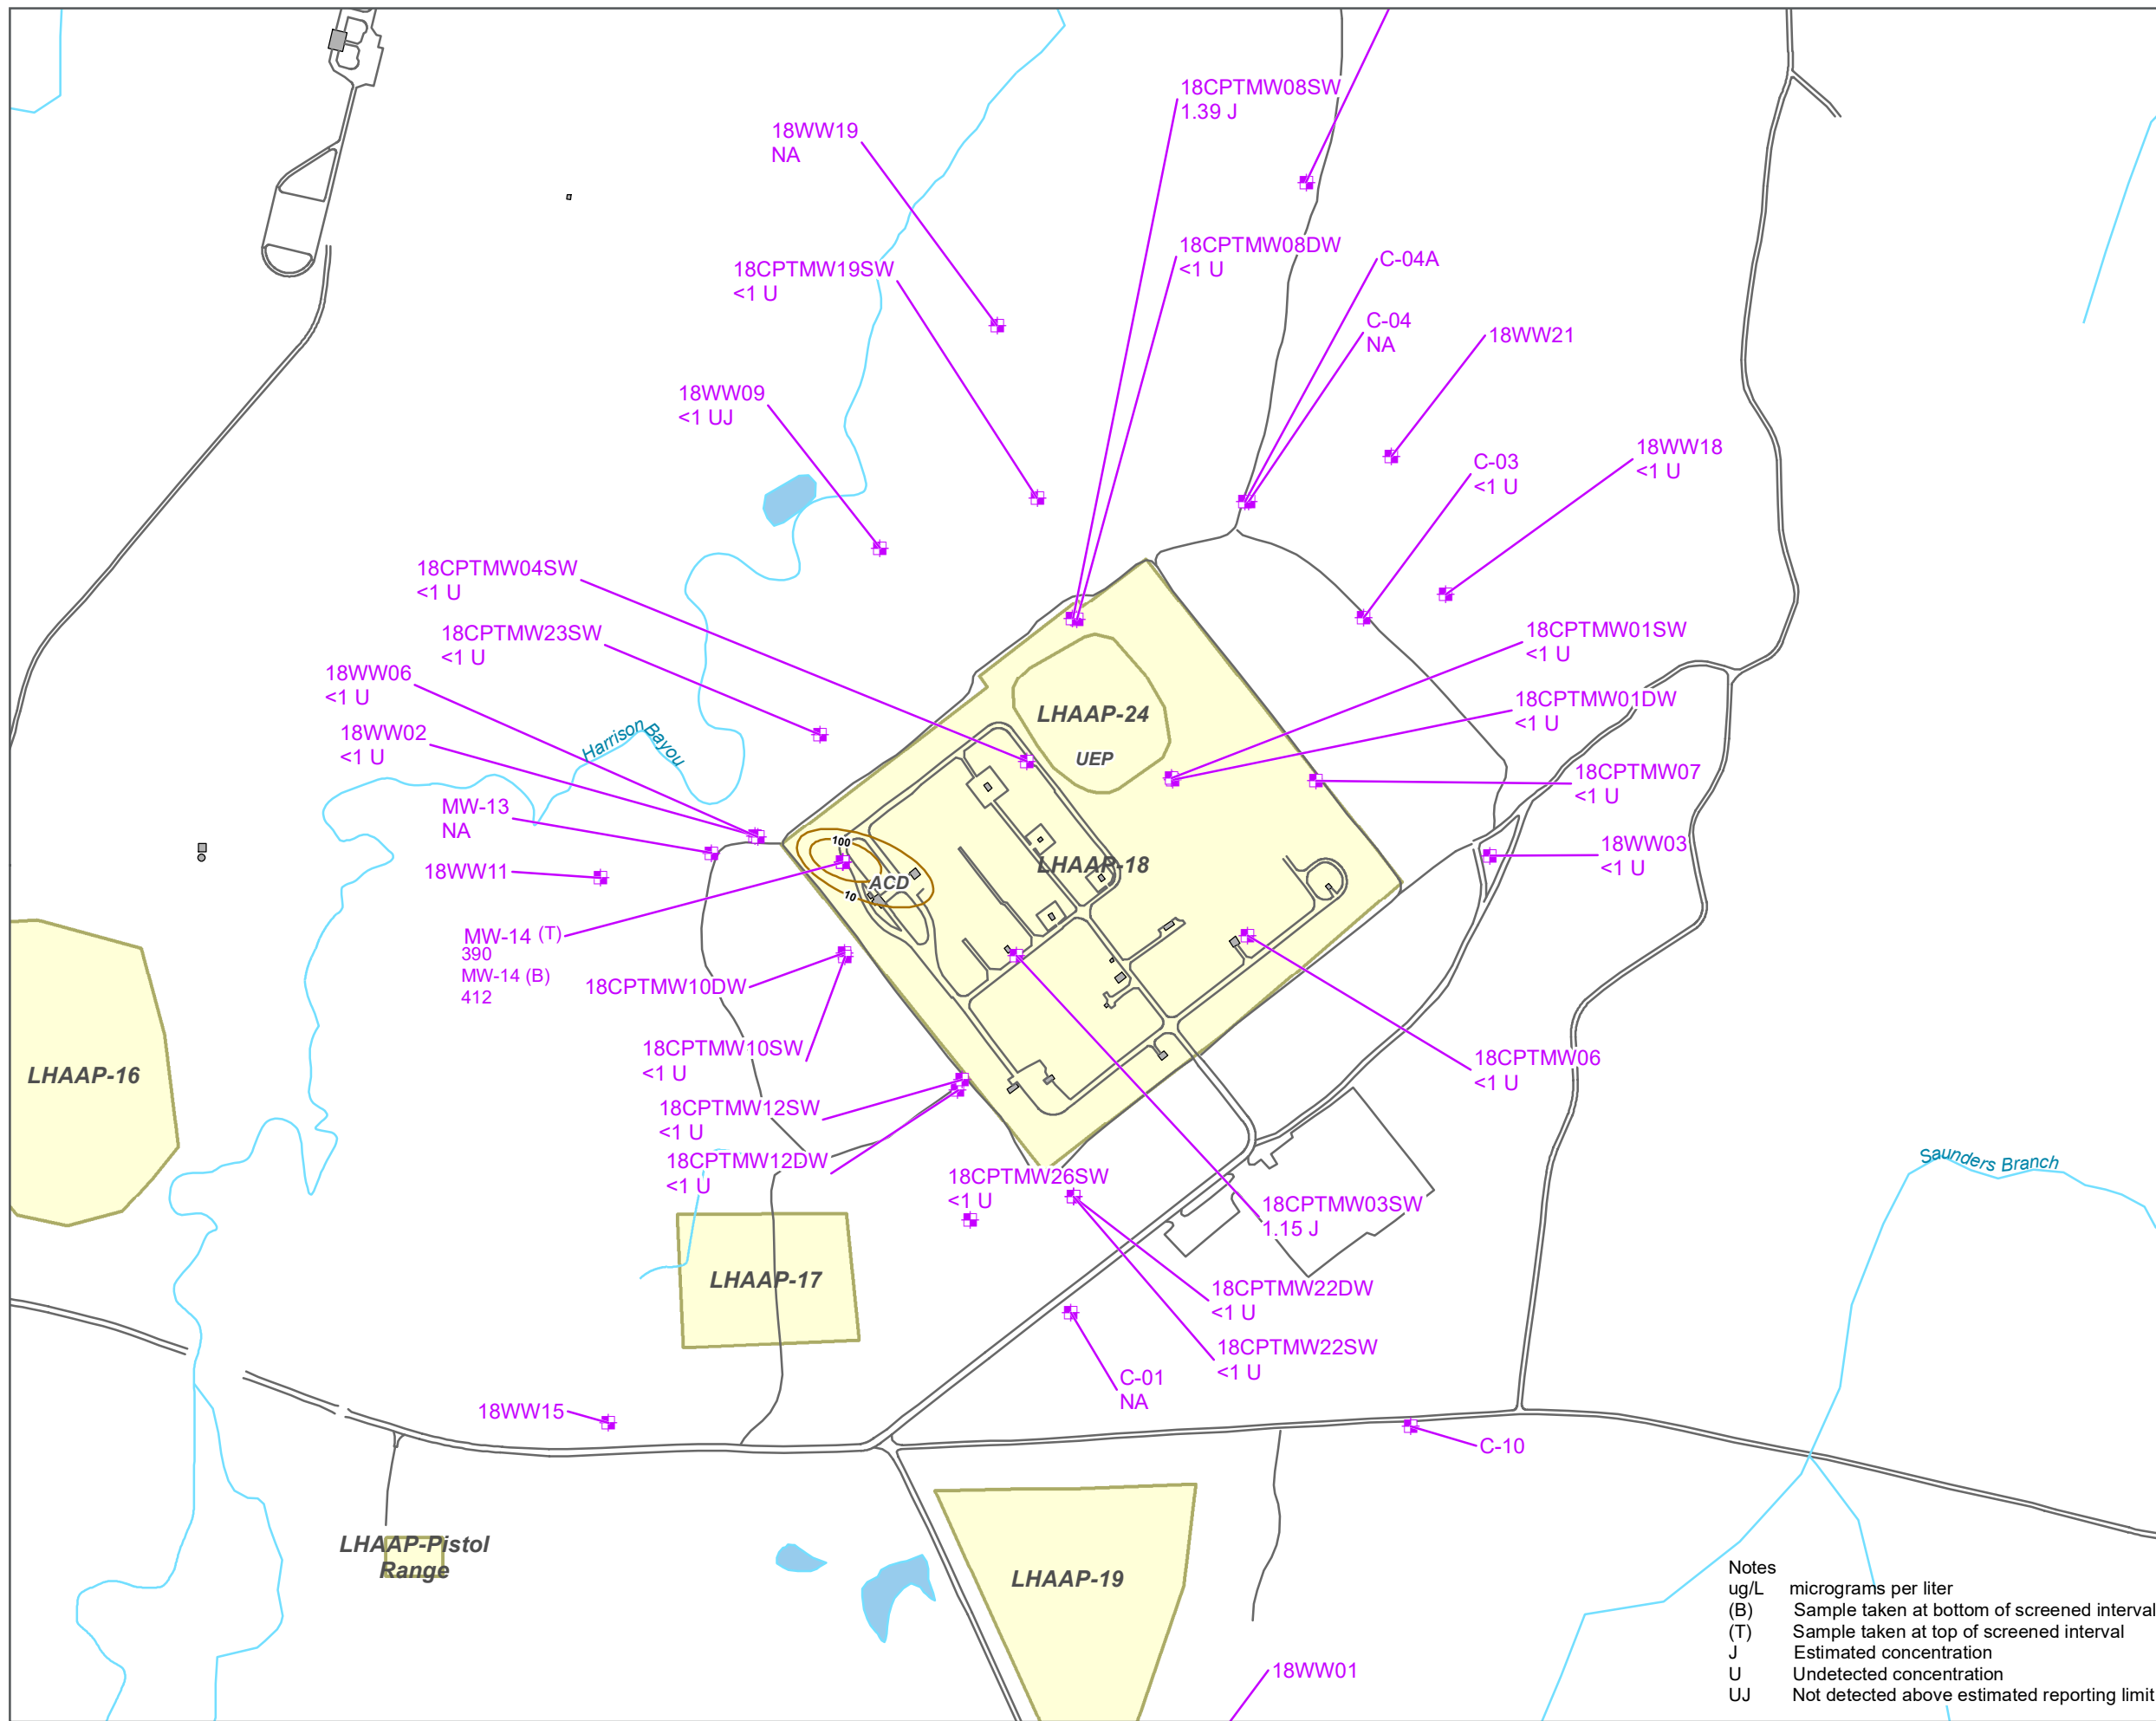 18CPTMW08SW
1.39 J
18WW19
NA
18CPTMW08DW
<1 U
C-04A
18CPTMW19SW
<1 U
C-04
NA
18WW21
18WW09
<1 UJ
18WW18
<1 U
C-03
<1 U
18CPTMW04SW
<1 U
18CPTMW23SW
<1 U
18CPTMW01SW
<1 U
18WW06
<1 U
18CPTMW01DW
<1 U
LHAAP-24
UEP
18WW02
<1 U
Harrison Bayou
18CPTMW07
<1 U
MW-13
NA
100
LHAAP-18
18WW03
<1 U
18WW11
ACD
10
MW-14 (T)
390
MW-14 (B)
412
18CPTMW10DW
18CPTMW10SW
<1 U
18CPTMW06
<1 U
LHAAP-16
18CPTMW12SW
<1 U
18CPTMW12DW
<1 U
Saunders Branch
18CPTMW26SW
<1 U
18CPTMW03SW
1.15 J
LHAAP-17
18CPTMW22DW
<1 U
18CPTMW22SW
<1 U
C-01
NA
18WW15
C-10
LHAAP-Pistol
Range
LHAAP-19
18WW01
Notes
ug/L micrograms per liter
(B) Sample taken at bottom of screened interval
(T) Sample taken at top of screened interval
J Estimated concentration
U Undetected concentration
UJ Not detected above estimated reporting limit